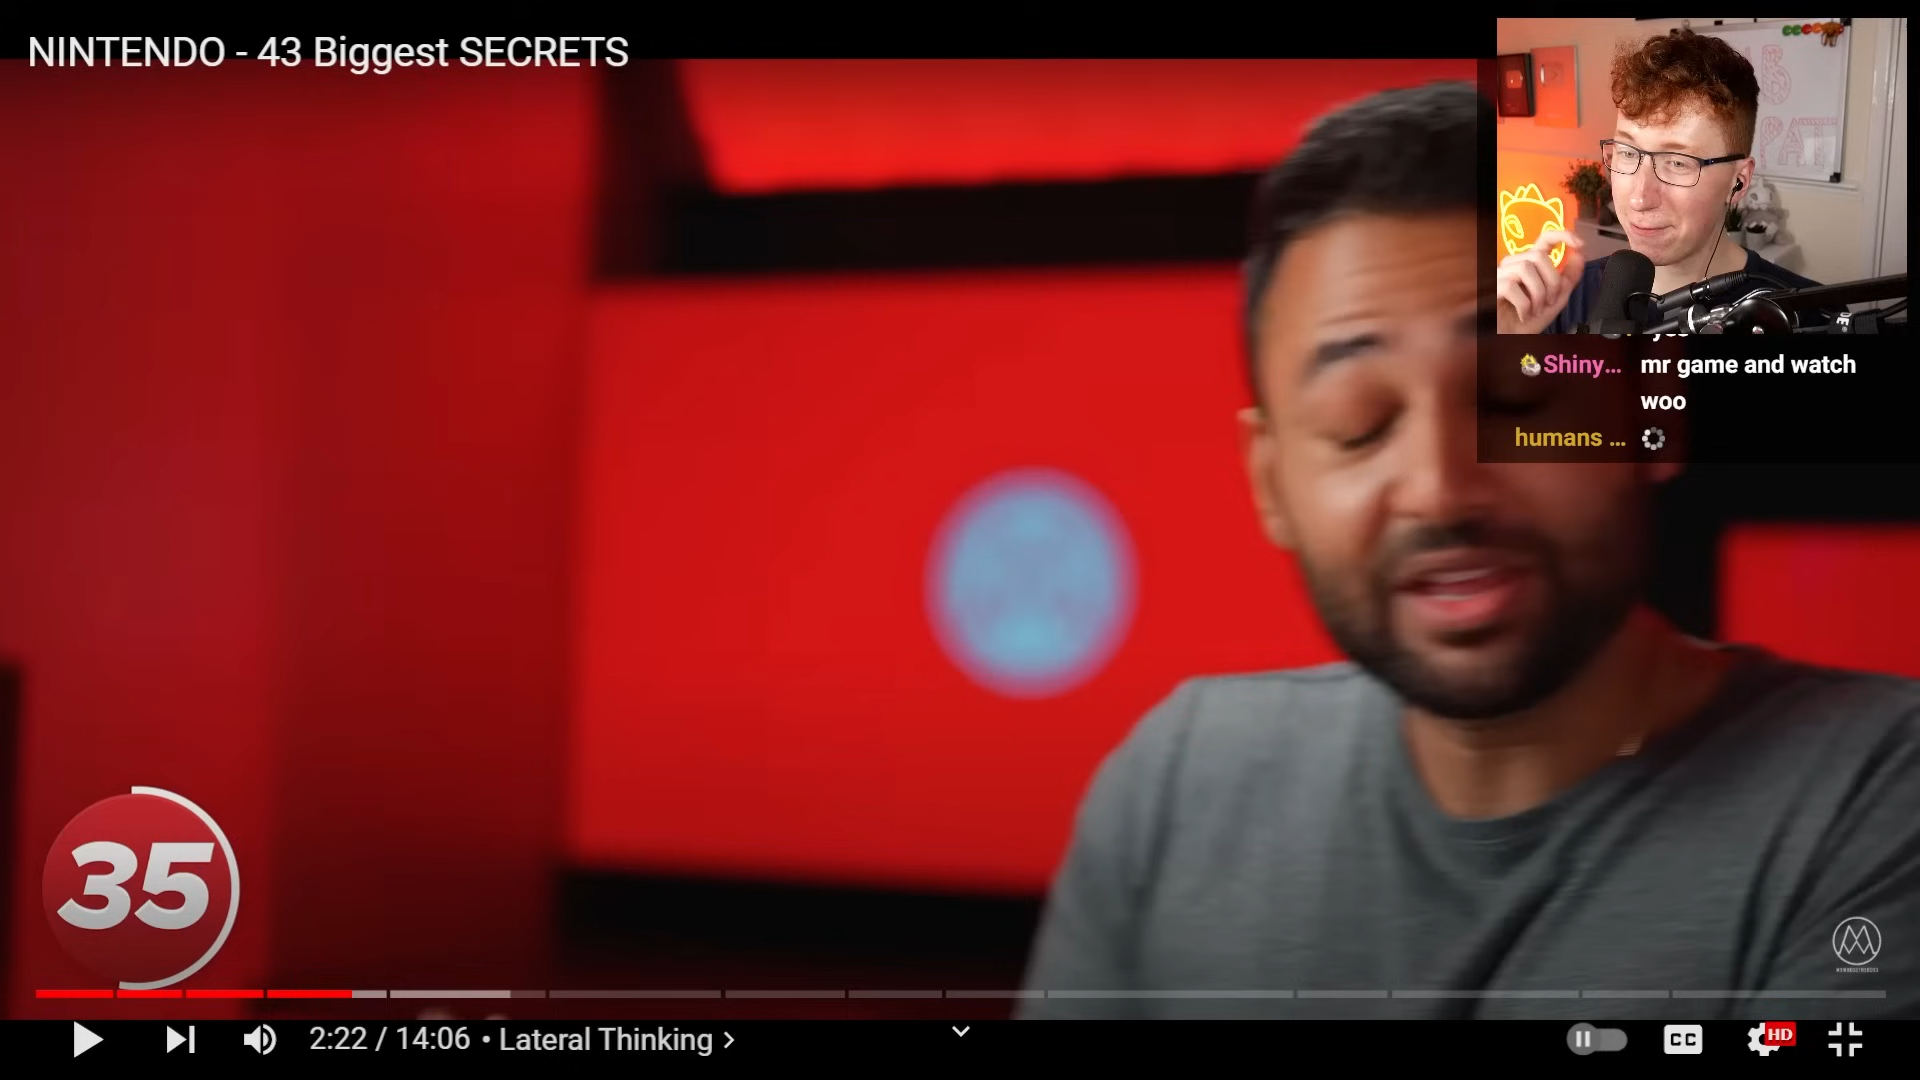 NINTENDO - 43 Biggest SECRETS
Shiny... mr game and watch
woo
humans ...
35
2:22 / 14:06 • Lateral Thinking
CC
HD